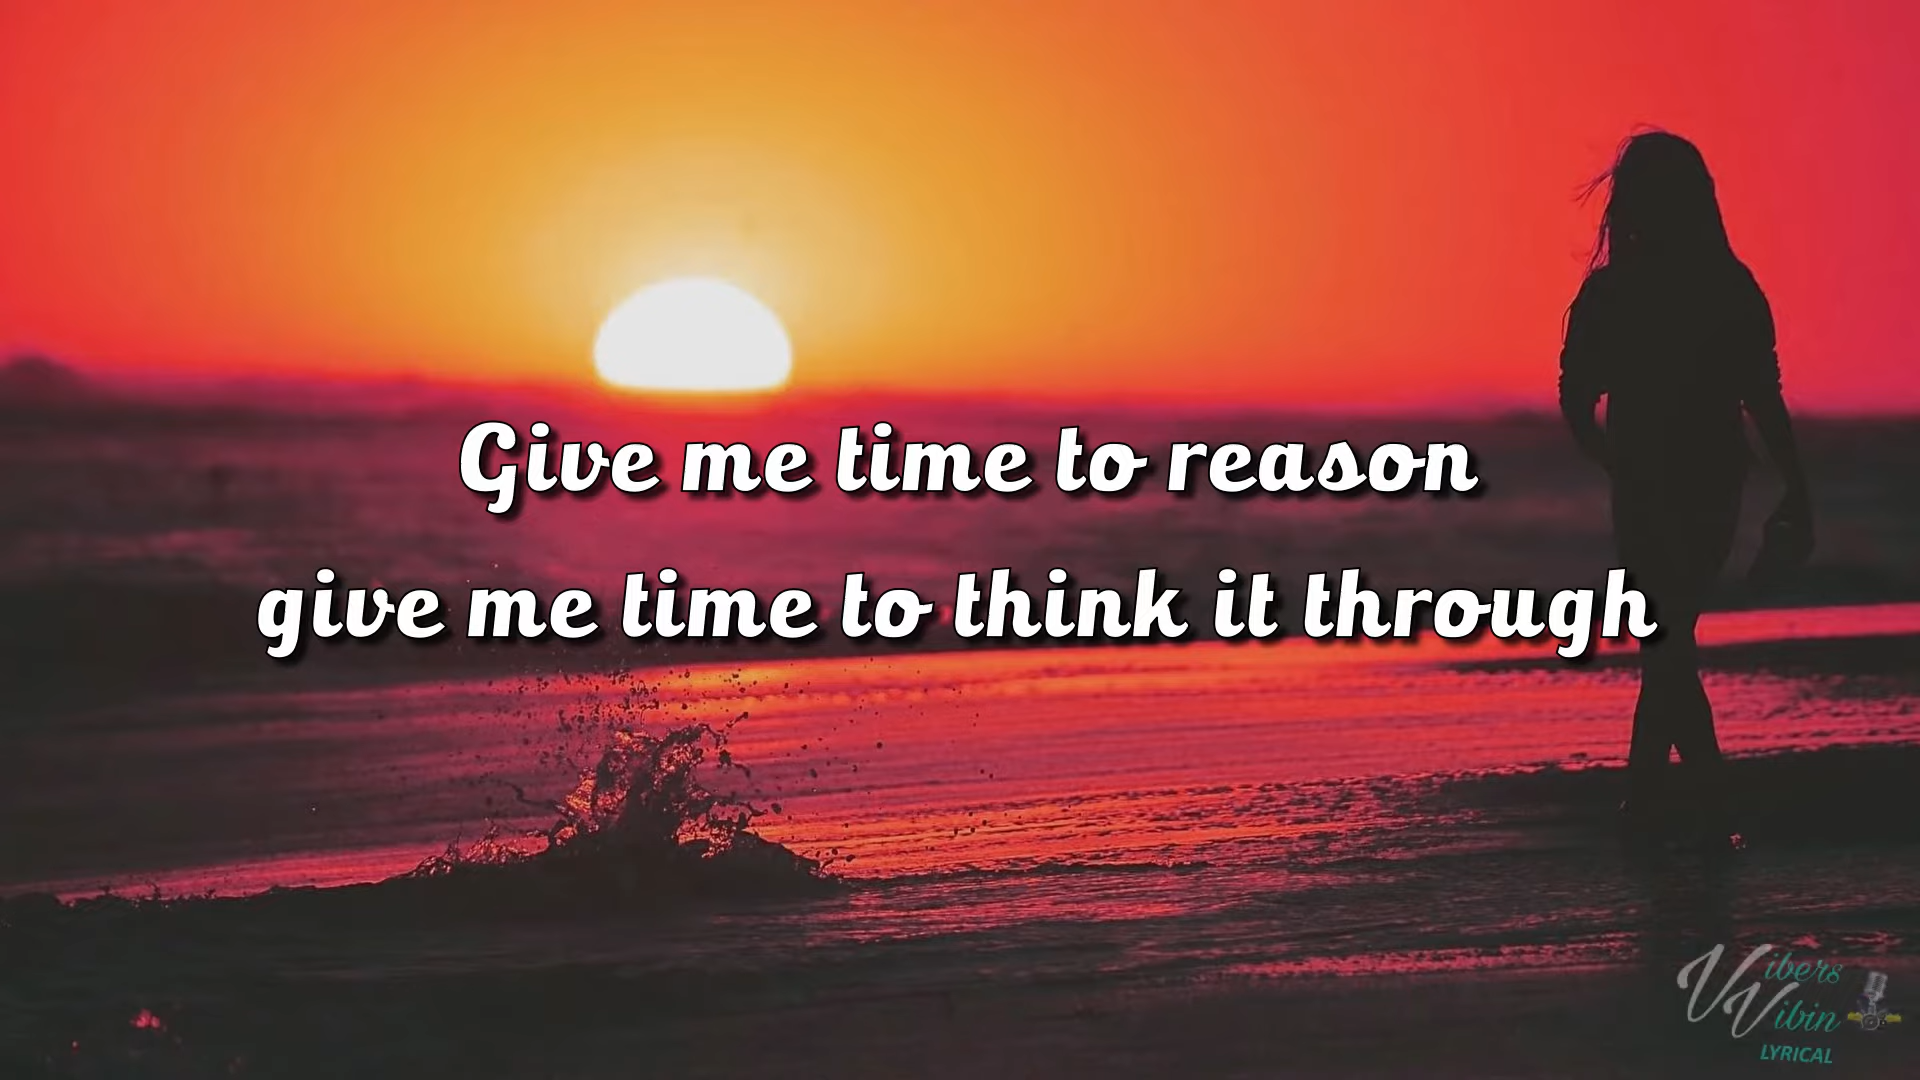 Give me time to reason
give me time to think it through
Vibers
Vibin
LYRICAL